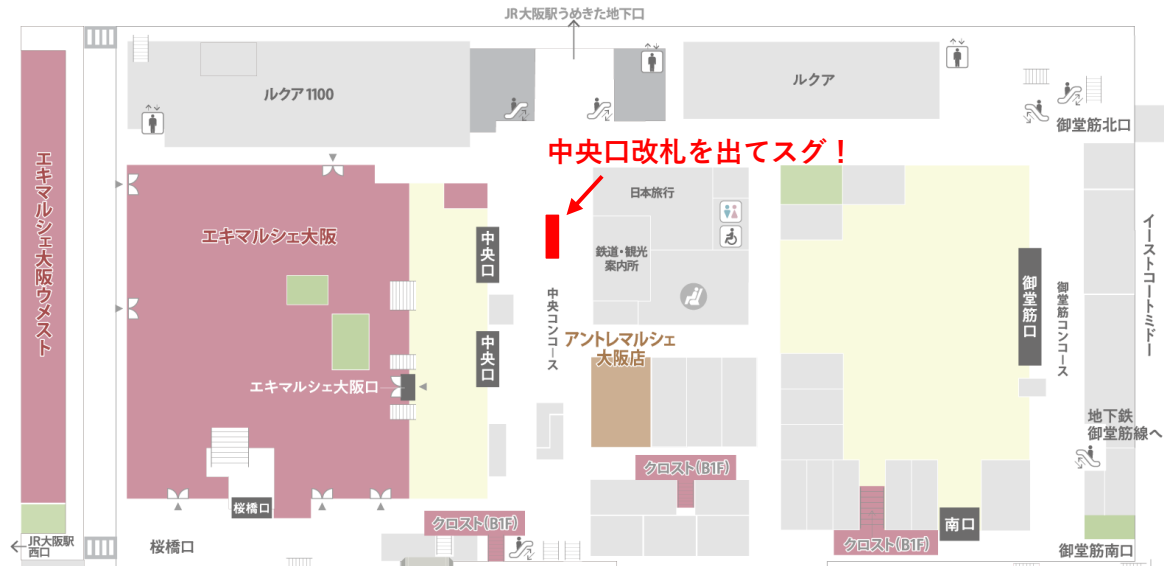 JR大阪駅うめきた地下口
ルクア1100
ルクア
御堂筋北口
中央口改札を出てスグ！
エキマルシェ大阪ウメスト
エキマルシェ大阪
中央口
日本旅行
鉄道・観光
案内所
中央コンコース
御堂筋口
御堂筋コンコース
イーストコートミドー
中央口
アントレマルシェ
大阪店
エキマルシェ大阪口
地下鉄
御堂筋線へ
クロスト(B1F)
桜橋口
クロスト(B1F)
南口
クロスト(B1F)
JR大阪駅
西口
桜橋口
御堂筋南口